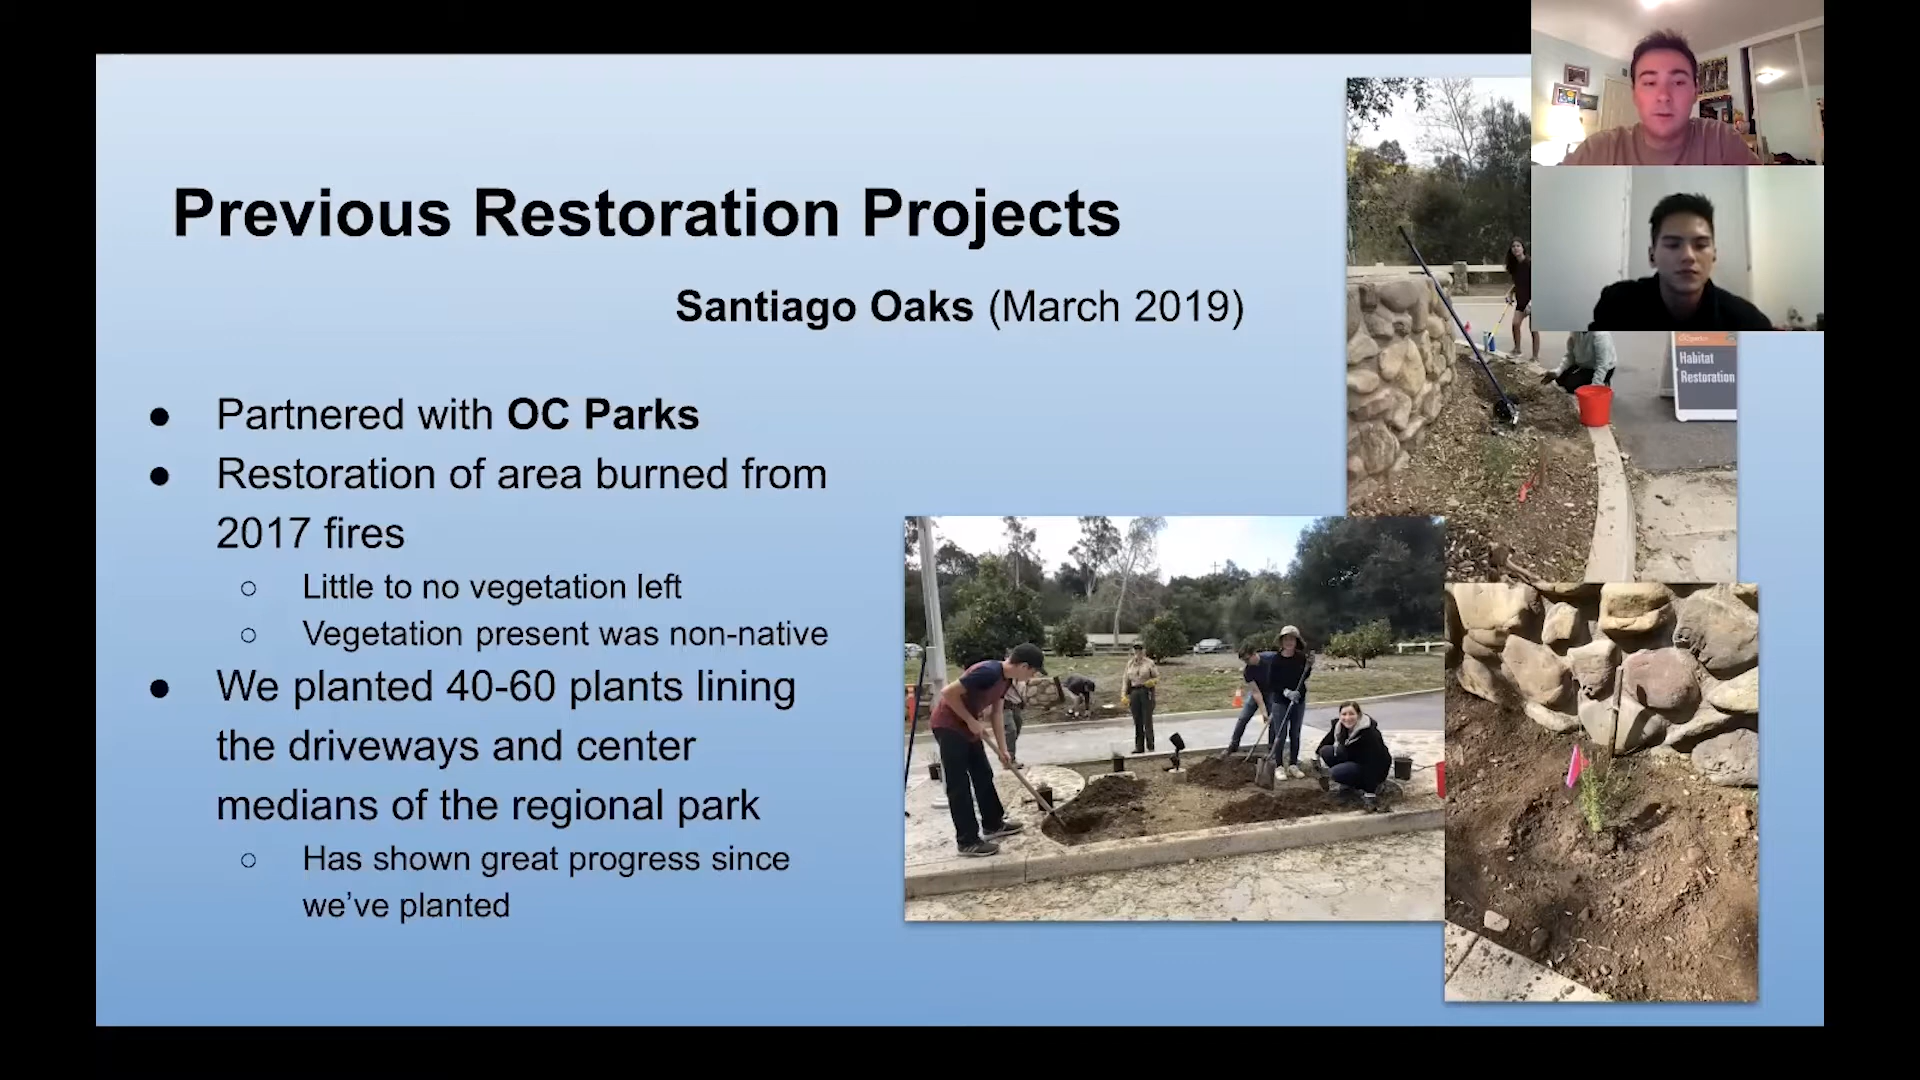 Previous Restoration Projects
Santiago Oaks (March 2019)
● Partnered with OC Parks
● Restoration of area burned from
2017 fires
○ Little to no vegetation left
○ Vegetation present was non-native
● We planted 40-60 plants lining
the driveways and center
medians of the regional park
○ Has shown great progress since
we've planted
Habitat
Restoration